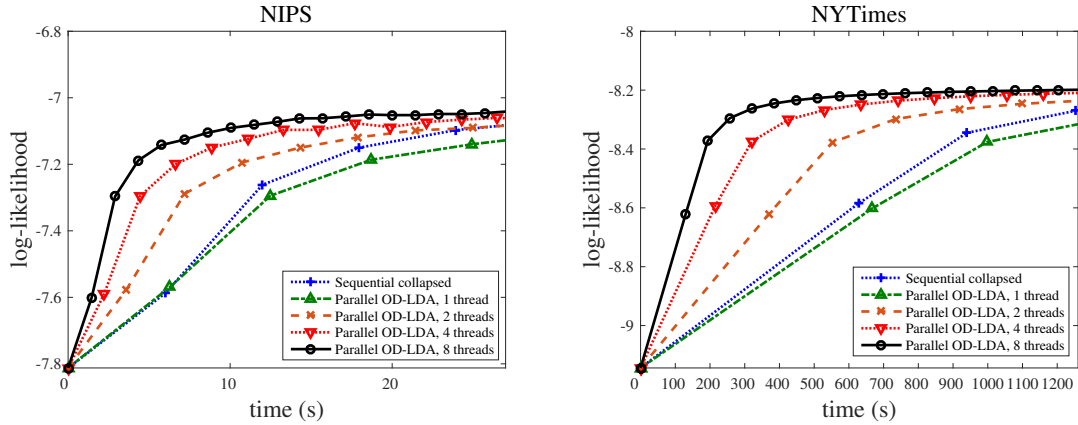 NIPS
-6.8
-7
-7.2
-7.4
-7.6
-7.8
log-likelihood
0
10
20
time (s)
Sequential collapsed
Parallel OD-LDA, 1 thread
Parallel OD-LDA, 2 threads
Parallel OD-LDA, 4 threads
Parallel OD-LDA, 8 threads
NYTimes
-8
-8.2
-8.4
-8.6
-8.8
-9
log-likelihood
0 100 200 300 400 500 600 700 800 900 1000 1100 1200
time (s)
Sequential collapsed
Parallel OD-LDA, 1 thread
Parallel OD-LDA, 2 threads
Parallel OD-LDA, 4 threads
Parallel OD-LDA, 8 threads